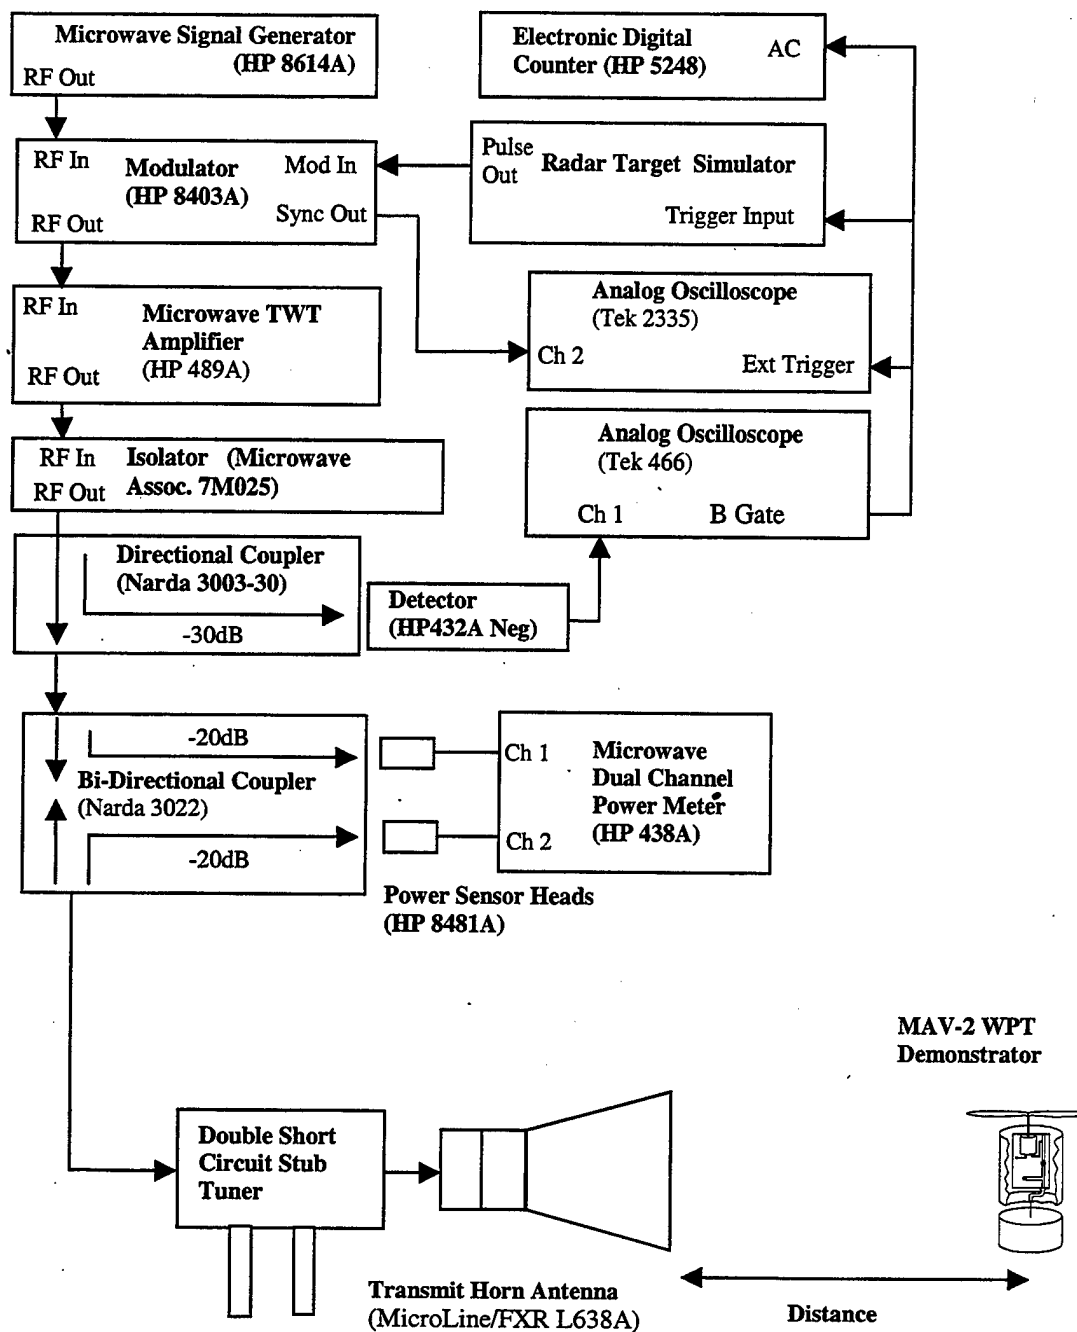 Microwave Signal Generator
(HP 8614A)
RF Out
Electronic Digital
Counter (HP 5248)
AC
RF In
Modulator
(HP 8403A)
Mod In
Sync Out
RF Out
Pulse
Out
Radar Target Simulator
Trigger Input
RF In
Microwave TWT
Amplifier
(HP 489A)
RF Out
Analog Oscilloscope
(Tek 2335)
Ch 2
Ext Trigger
RF In
RF Out
Isolator (Microwave
Assoc. 7M025)
Analog Oscilloscope
(Tek 466)
Ch 1
B Gate
Directional Coupler
(Narda 3003-30)
-30dB
Detector
(HP432A Neg)
-20dB
Bi-Directional Coupler
(Narda 3022)
-20dB
Ch 1
Ch 2
Microwave
Dual Channel
Power Meter
(HP 438A)
Power Sensor Heads
(HP 8481A)
MAV-2 WPT
Demonstrator
Double Short
Circuit Stub
Tuner
Transmit Horn Antenna
(MicroLine/FXR L638A)
Distance